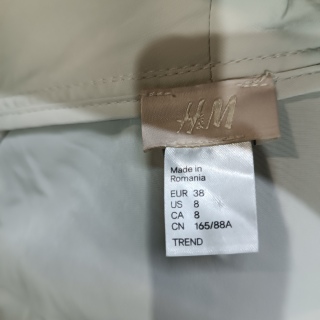 H&M
Made in
Romania
EUR 38
US 8
CA 8
CN 165/88A
TREND